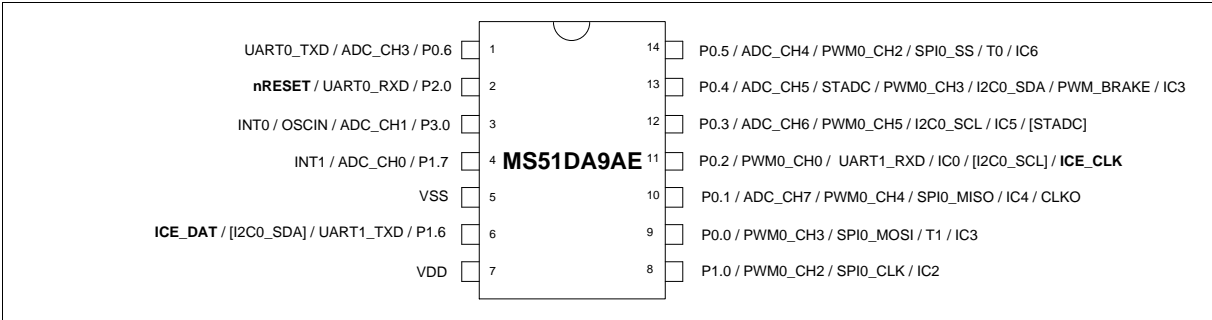 UART0_TXD / ADC_CH3 / P0.6 1
nRESET / UART0_RXD / P2.0 2
INT0 / OSCIN / ADC_CH1 / P3.0 3
INT1 / ADC_CH0 / P1.7 4
VSS 5
ICE_DAT / [I2C0_SDA] / UART1_TXD / P1.6 6
VDD 7
MS51DA9AE
14 P0.5 / ADC_CH4 / PWM0_CH2 / SPI0_SS / T0 / IC6
13 P0.4 / ADC_CH5 / STADC / PWM0_CH3 / I2C0_SDA / PWM_BRAKE / IC3
12 P0.3 / ADC_CH6 / PWM0_CH5 / I2C0_SCL / IC5 / [STADC]
11 P0.2 / PWM0_CH0 / UART1_RXD / IC0 / [I2C0_SCL] / ICE_CLK
10 P0.1 / ADC_CH7 / PWM0_CH4 / SPI0_MISO / IC4 / CLKO
9 P0.0 / PWM0_CH3 / SPI0_MOSI / T1 / IC3
8 P1.0 / PWM0_CH2 / SPI0_CLK / IC2